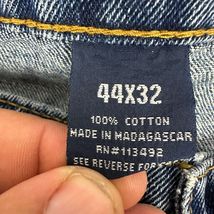 44X32
100% COTTON
MADE IN MADAGASCAR
RN#113492
SEE REVERSE FOR